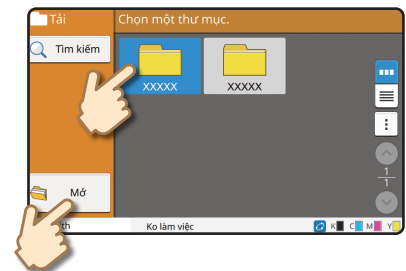 Tải
Chọn một thư mục.
Tìm kiếm
XXXXX
XXXXX
1
1
Mở
Ko làm việc
K C M Y